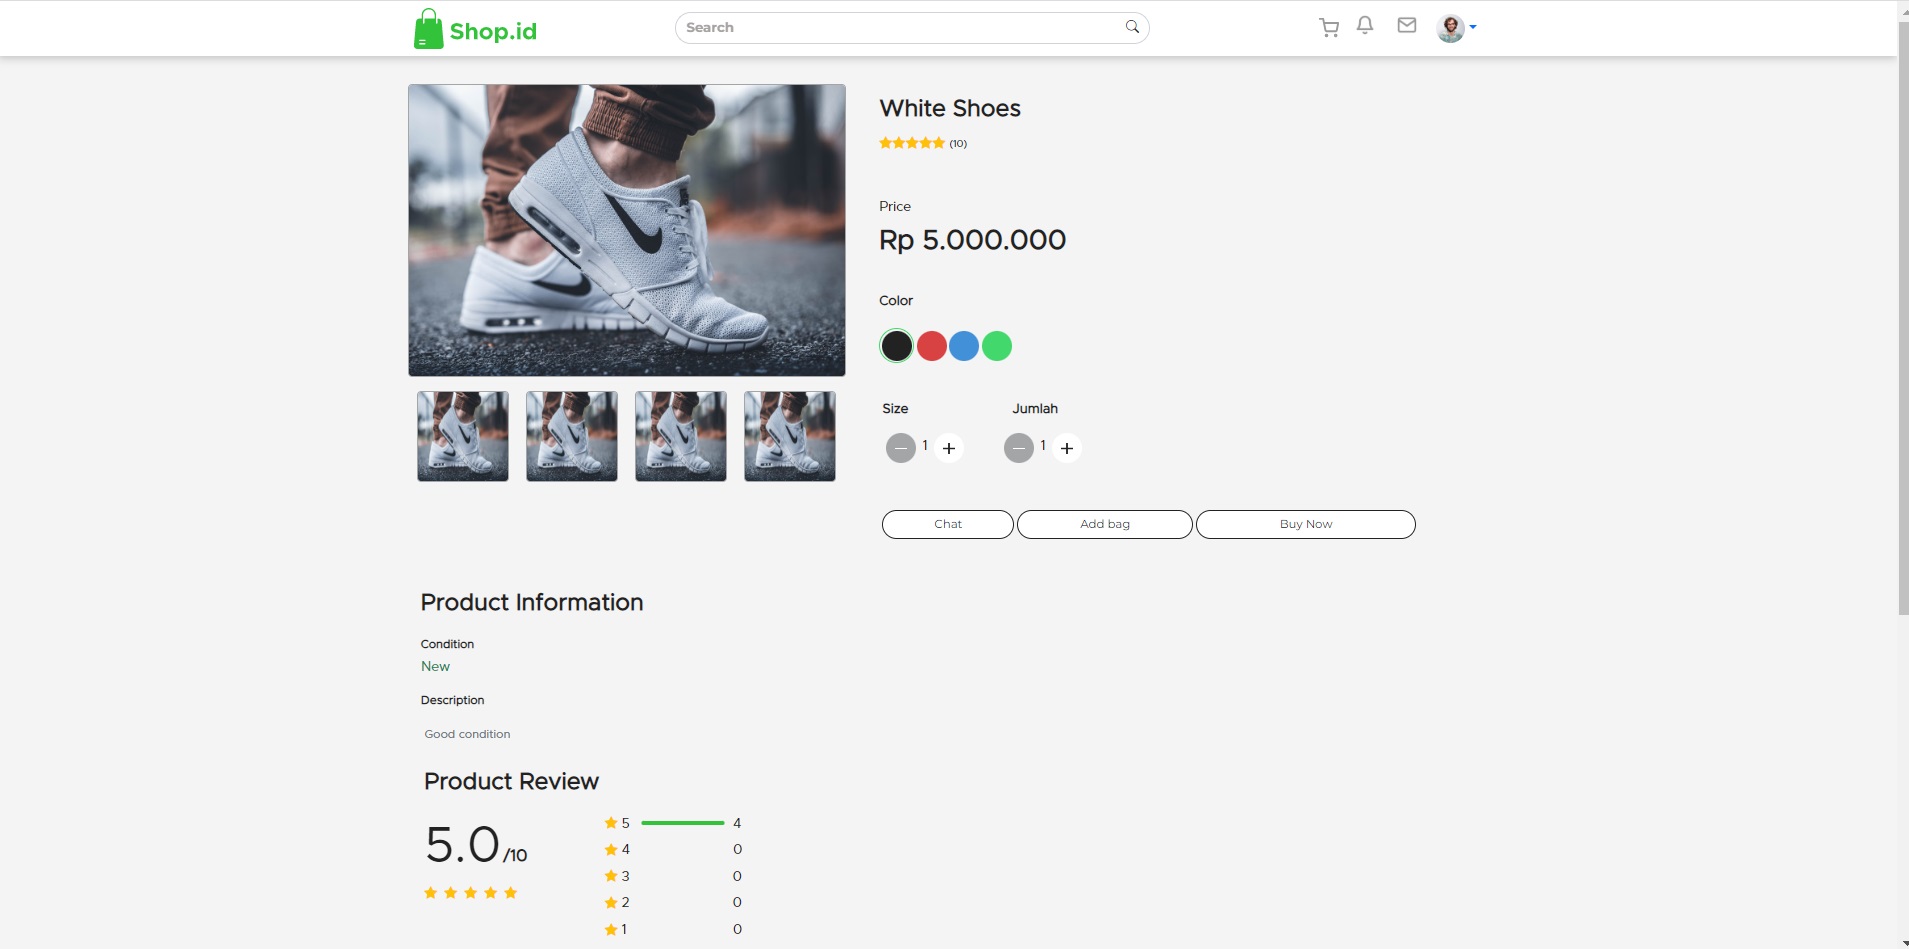 Shop.id
Search
White Shoes
(10)
Price
Rp 5.000.000
Color
Size
Jumlah
1
1
Chat
Add bag
Buy Now
Product Information
Condition
New
Description
Good condition
Product Review
5.0/10
5 4
4 0
3 0
2 0
1 0